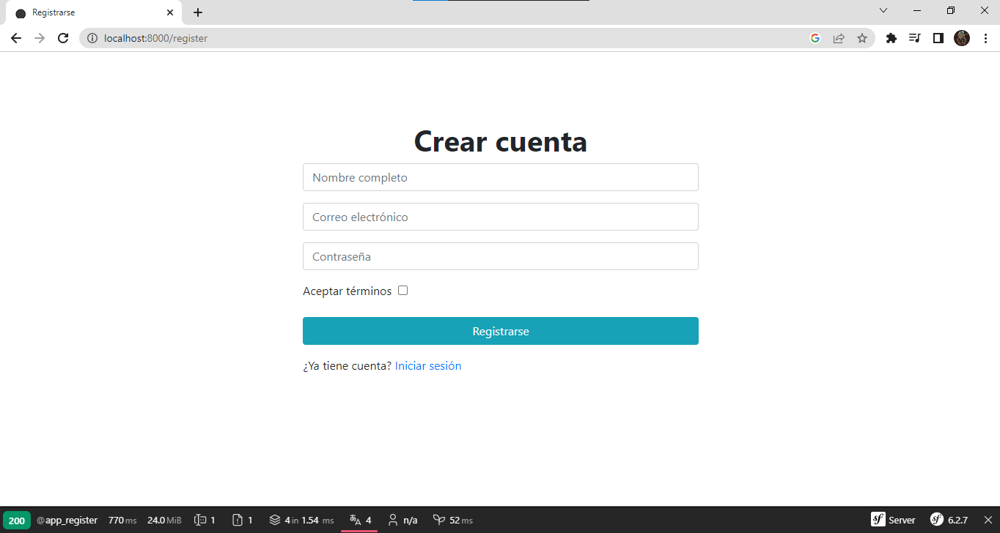 Registrarse
localhost:8000/register
Crear cuenta
Nombre completo
Correo electrónico
Contraseña
Aceptar términos
Registrarse
¿Ya tiene cuenta? Iniciar sesión
200 @app_register 770 ms 24.0 MiB 1 1 4 in 1.54 ms 4 n/a 52 ms Server 6.2.7